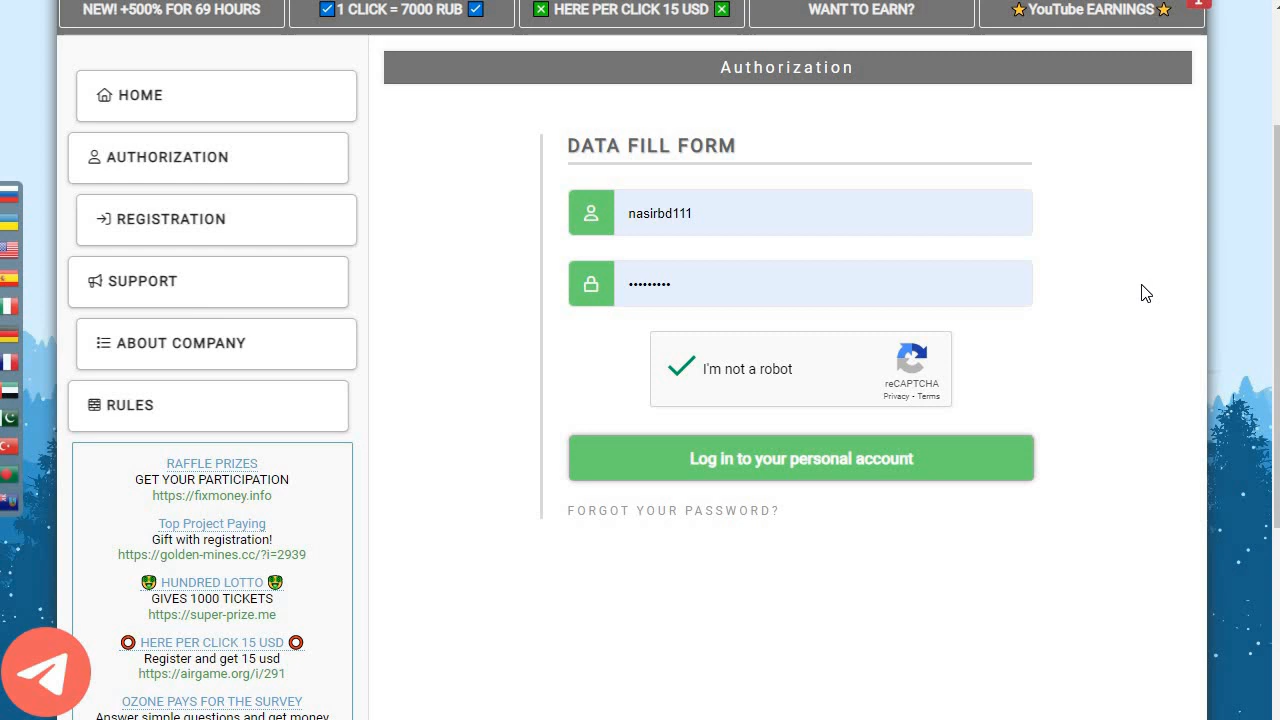 NEW! +500% FOR 69 HOURS
1 CLICK = 7000 RUB
HERE PER CLICK 15 USD
WANT TO EARN?
YouTube EARNINGS
1
HOME
AUTHORIZATION
REGISTRATION
SUPPORT
ABOUT COMPANY
RULES
RAFFLE PRIZES
GET YOUR PARTICIPATION
https://fixmoney.info
Top Project Paying
Gift with registration!
https://golden-mines.cc/?i=2939
HUNDRED LOTTO
GIVES 1000 TICKETS
https://super-prize.me
HERE PER CLICK 15 USD
Register and get 15 usd
https://airgame.org/i/291
OZONE PAYS FOR THE SURVEY
Answer simple questions and get money
Authorization
DATA FILL FORM
nasirbd111
•••••••••
I'm not a robot
reCAPTCHA
Privacy - Terms
Log in to your personal account
FORGOT YOUR PASSWORD?